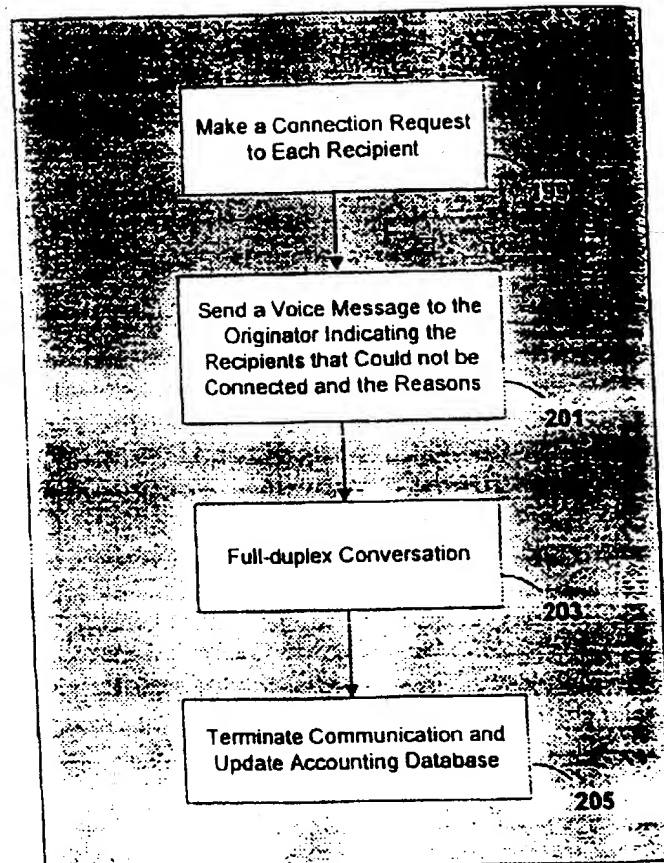 Make a Connection Request
to Each Recipient
199
Send a Voice Message to the
Originator Indicating the
Recipients that Could not be
Connected and the Reasons
201
Full-duplex Conversation
203
Terminate Communication and
Update Accounting Database
205